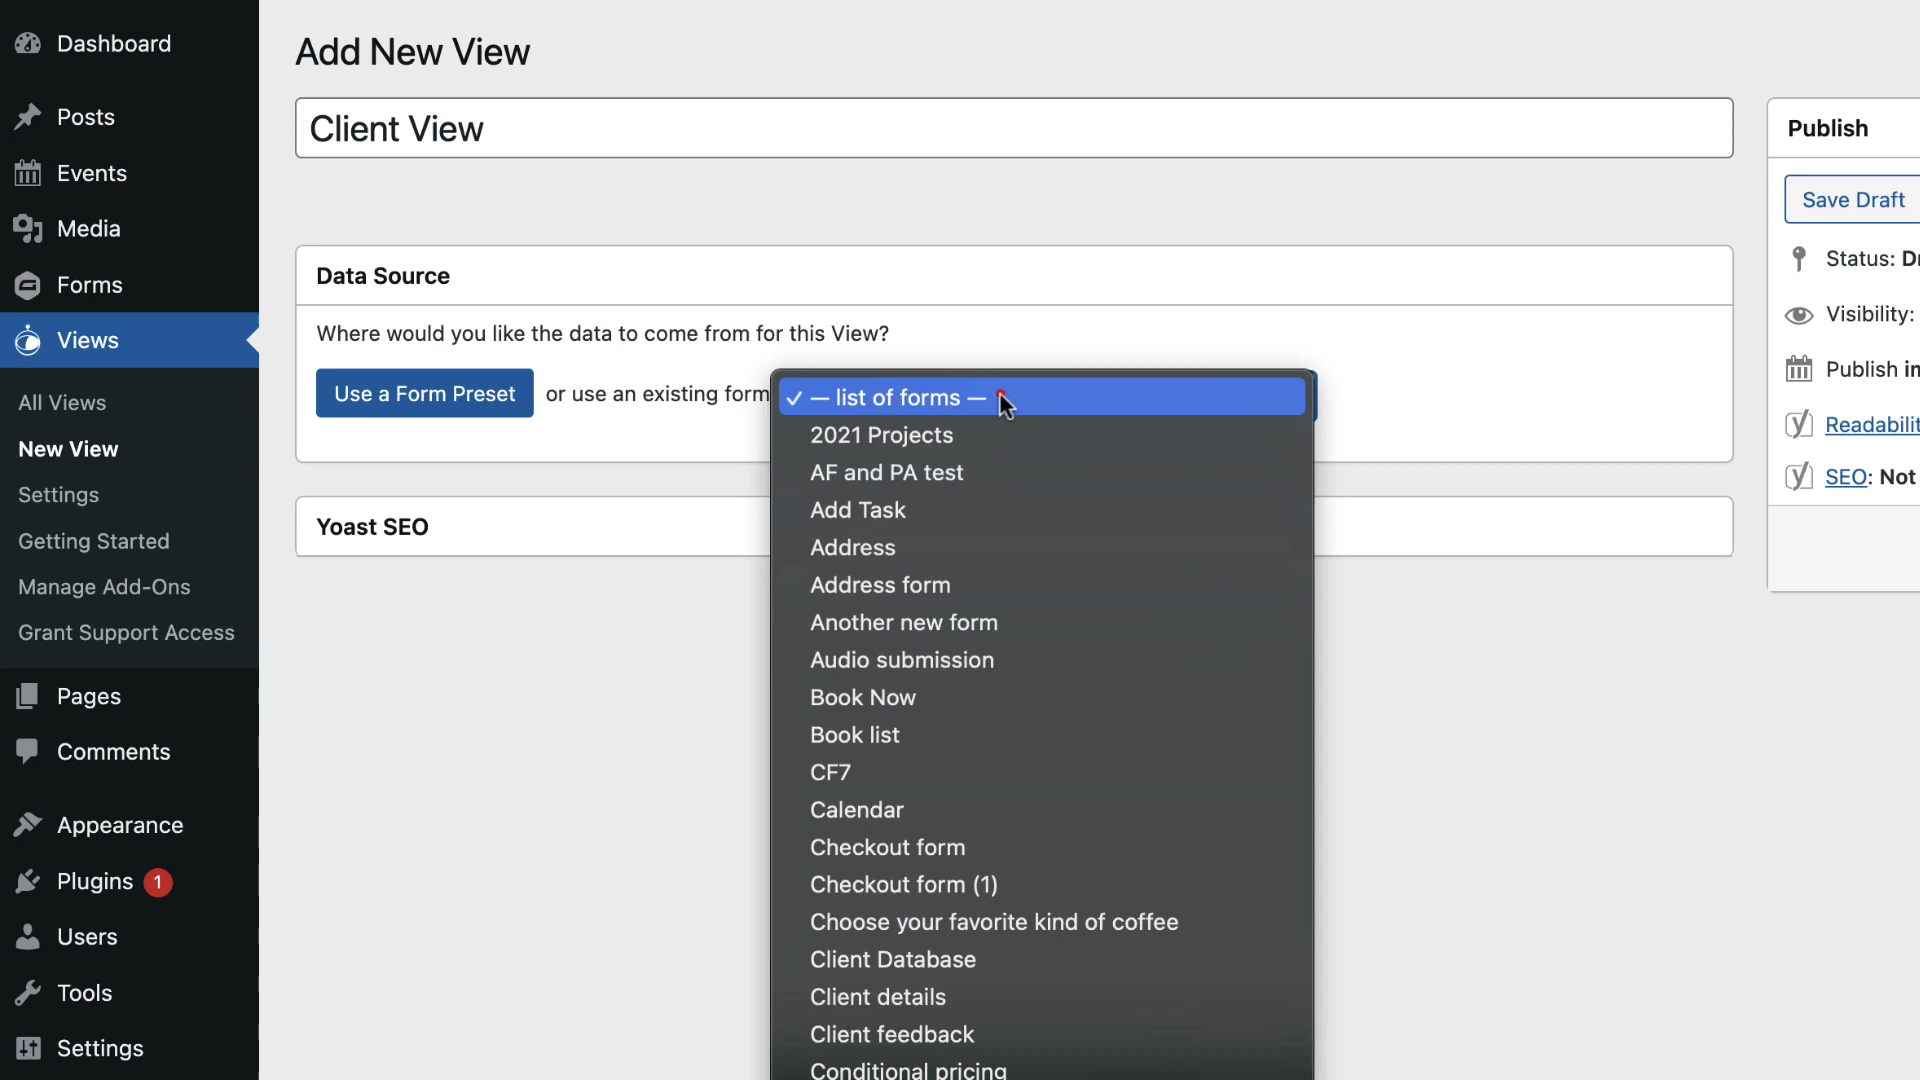 Dashboard
Posts
Events
Media
Forms
Views
All Views
New View
Settings
Getting Started
Manage Add-Ons
Grant Support Access
Pages
Comments
Appearance
Plugins 1
Users
Tools
Settings
Add New View
Client View
Data Source
Where would you like the data to come from for this View?
Use a Form Preset or use an existing form
— list of forms —
2021 Projects
AF and PA test
Add Task
Address
Address form
Another new form
Audio submission
Book Now
Book list
CF7
Calendar
Checkout form
Checkout form (1)
Choose your favorite kind of coffee
Client Database
Client details
Client feedback
Conditional pricing
Yoast SEO
Publish
Save Draft
Status:
Visibility:
Publish
SEO: Not